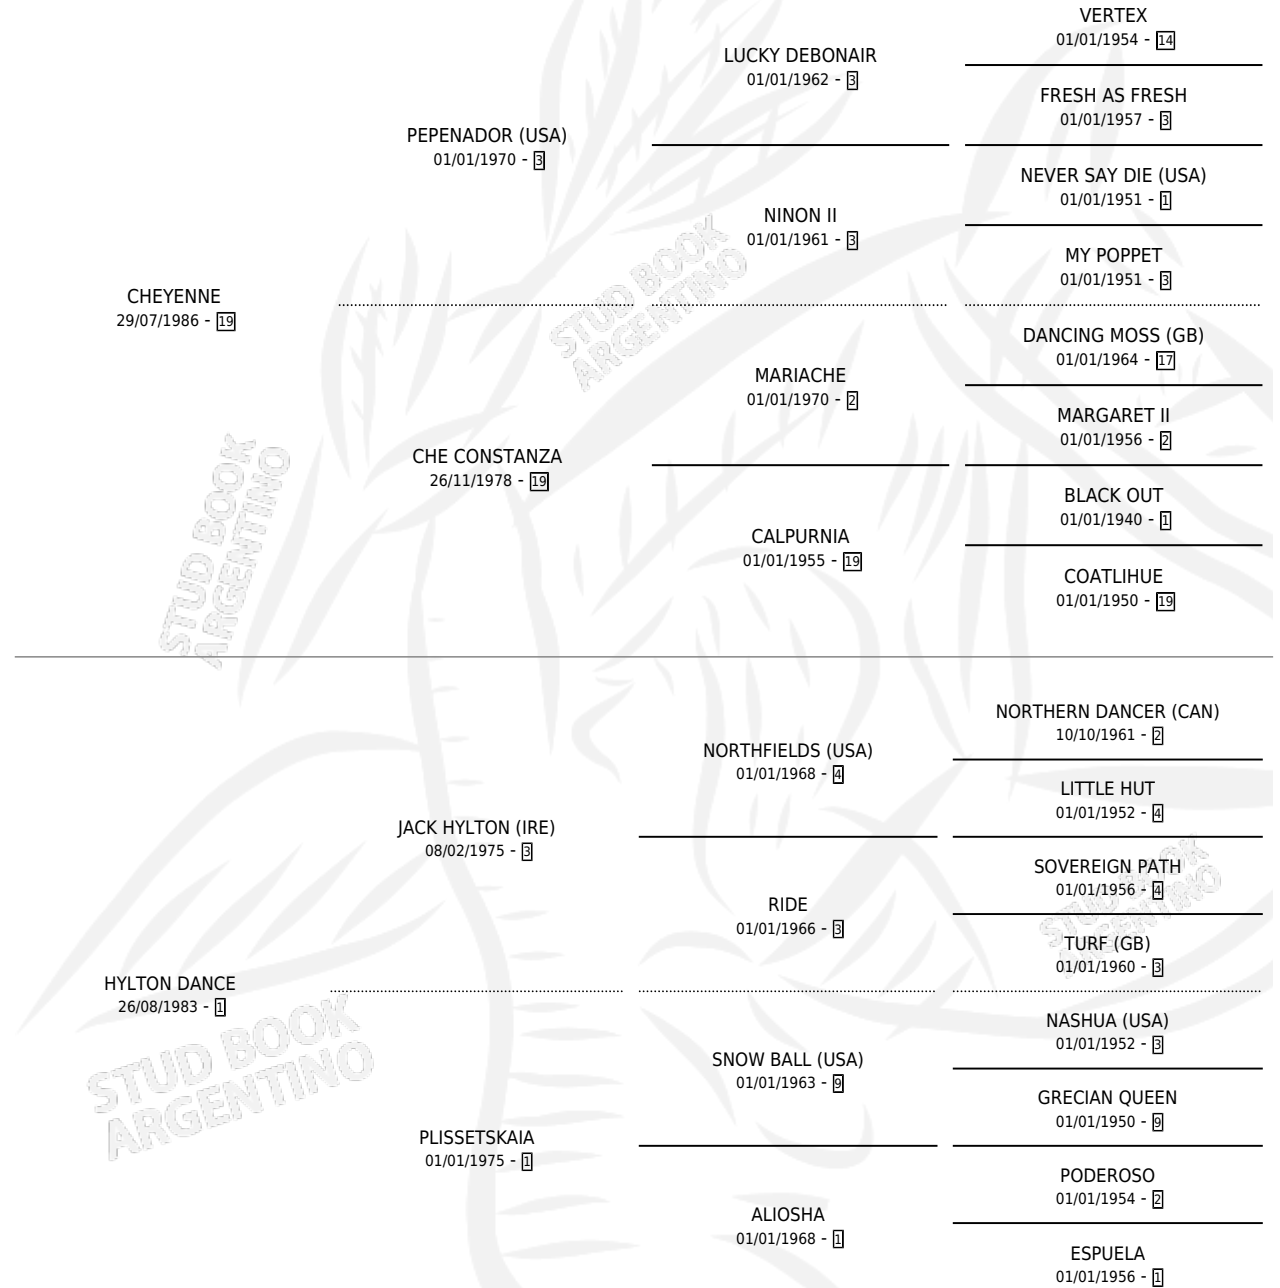 VERTEX
01/01/1954 - 14
LUCKY DEBONAIR
01/01/1962 - 3
FRESH AS FRESH
01/01/1957 - 3
PEPENADOR (USA)
01/01/1970 - 3
NEVER SAY DIE (USA)
01/01/1951 - 1
NINON II
01/01/1961 - 3
MY POPPET
01/01/1951 - 3
CHEYENNE
29/07/1986 - 19
DANCING MOSS (GB)
01/01/1964 - 17
MARIACHE
01/01/1970 - 2
MARGARET II
01/01/1956 - 2
CHE CONSTANZA
26/11/1978 - 19
BLACK OUT
01/01/1940 - 1
CALPURNIA
01/01/1955 - 19
COATLIHUE
01/01/1950 - 19
NORTHERN DANCER (CAN)
10/10/1961 - 2
NORTHFIELDS (USA)
01/01/1968 - 4
LITTLE HUT
01/01/1952 - 4
JACK HYLTON (IRE)
08/02/1975 - 3
SOVEREIGN PATH
01/01/1956 - 4
RIDE
01/01/1966 - 3
TURF (GB)
01/01/1960 - 3
HYLTON DANCE
26/08/1983 - 1
NASHUA (USA)
01/01/1952 - 3
SNOW BALL (USA)
01/01/1963 - 9
GRECIAN QUEEN
01/01/1950 - 9
PLISSETSKAIA
01/01/1975 - 1
PODEROSO
01/01/1954 - 2
ALIOSHA
01/01/1968 - 1
ESPUELA
01/01/1956 - 1
STUD BOOK
ARGENTINO
STUD BOOK
ARGENTINO
STUD BOOK
ARGENTINO
STUD BOOK
ARGENTINO